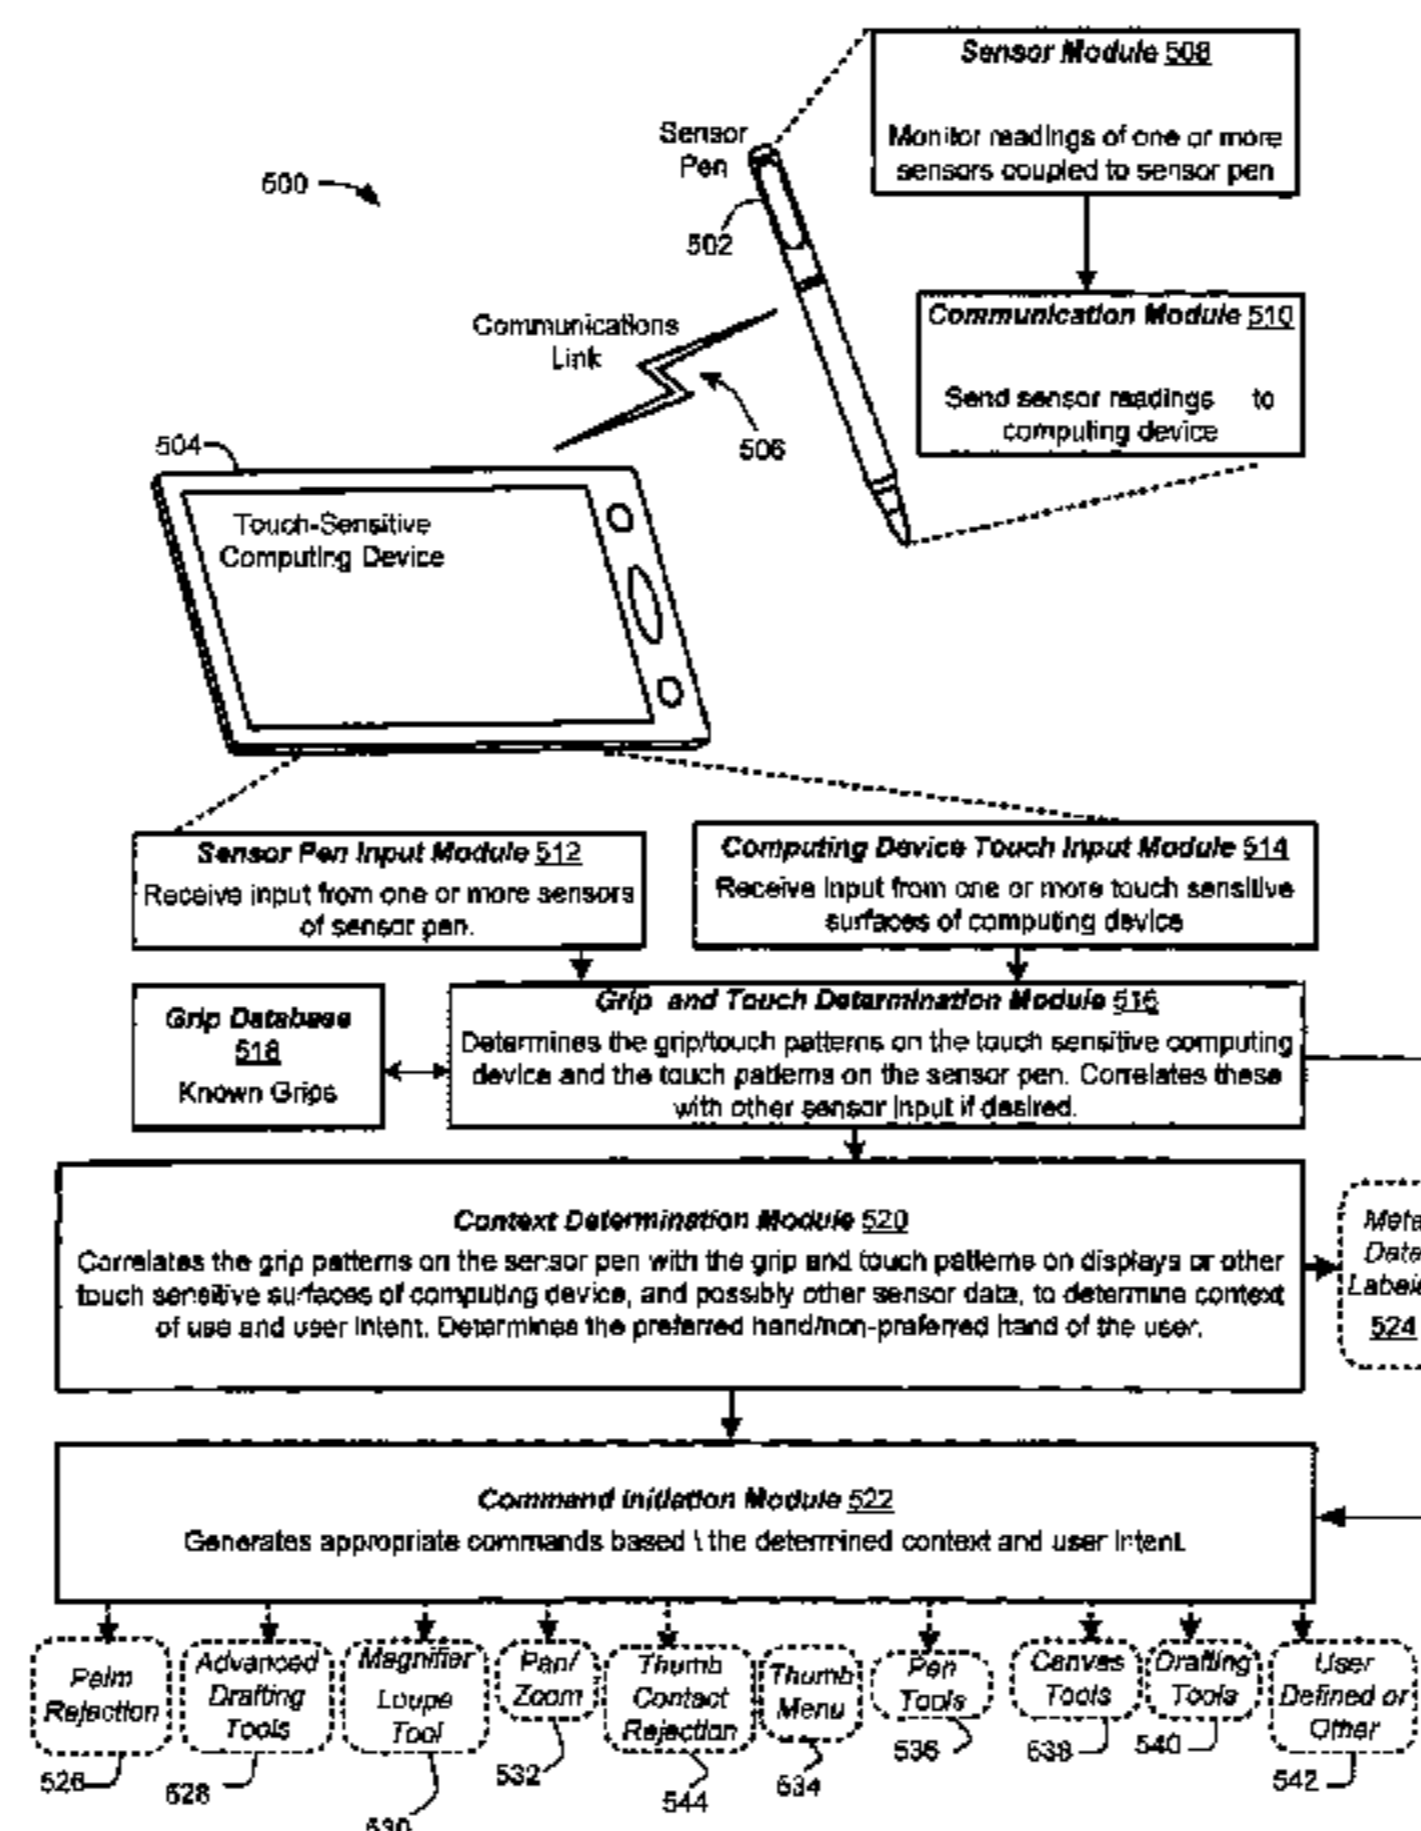 Sensor Module 508
Monitor readings of one or more
sensors coupled to sensor pen
Sensor
Pen
500
502
Communication Module 510
Send sensor readings to
computing device
Communications
Link
506
504
Touch-Sensitive
Computing Device
Sensor Pen Input Module 512
Receive input from one or more sensors
of sensor pen.
Computing Device Touch Input Module 514
Receive input from one or more touch sensitive
surfaces of computing device
Grip Database
518
Known Grips
Grip and Touch Determination Module 516
Determines the grip/touch patterns on the touch sensitive computing
device and the touch patterns on the sensor pen. Correlates these
with other sensor input if desired.
Context Determination Module 520
Correlates the grip patterns on the sensor pen with the grip and touch patterns on displays or other
touch sensitive surfaces of computing device, and possibly other sensor data, to determine context
of use and user intent. Determines the preferred hand/non-preferred hand of the user.
Meta
Data
Labels
524
Command Initiation Module 522
Generates appropriate commands based \ the determined context and user intent.
Palm
Rejection
526
Advanced
Drafting
Tools
528
Magnifier
Loupe
Tool
530
Pan/
Zoom
532
Thumb
Contact
Rejection
544
Thumb
Menu
534
Pen
Tools
536
Canvas
Tools
538
Drafting
Tools
540
User
Defined or
Other
542